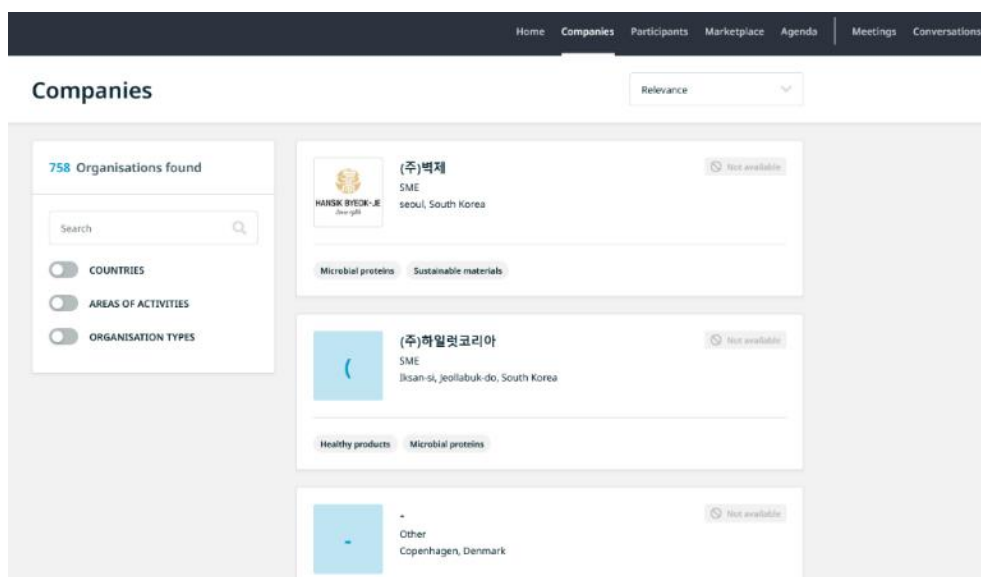 Home Companies Participants Marketplace Agenda Meetings Conversations
Companies
Relevance
758 Organisations found
Search
COUNTRIES
AREAS OF ACTIVITIES
ORGANISATION TYPES
HANSIK BYEOK-JE
(주)벽제
Not available
SME
seoul, South Korea
Microbial proteins Sustainable materials
(
(주)하일럿코리아
Not available
SME
Iksan-si, Jeollabuk-do, South Korea
Healthy products Microbial proteins
-
-
Not available
Other
Copenhagen, Denmark